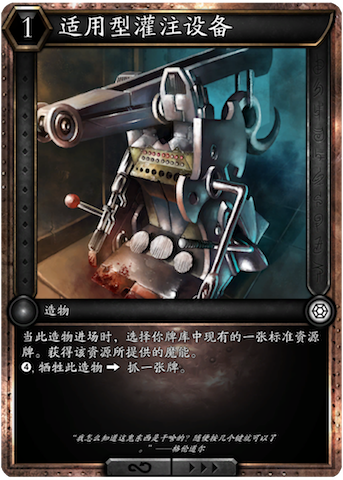 1 适用型灌注设备
造物
当此造物进场时，选择你牌库中现有的一张标准资源
牌。获得该资源所提供的魔能。
4，牺牲此造物 ➡ 抓一张牌。
“我怎么知道这鬼东西是干啥的？随便按几个键就可以了
。”——格伦道尔